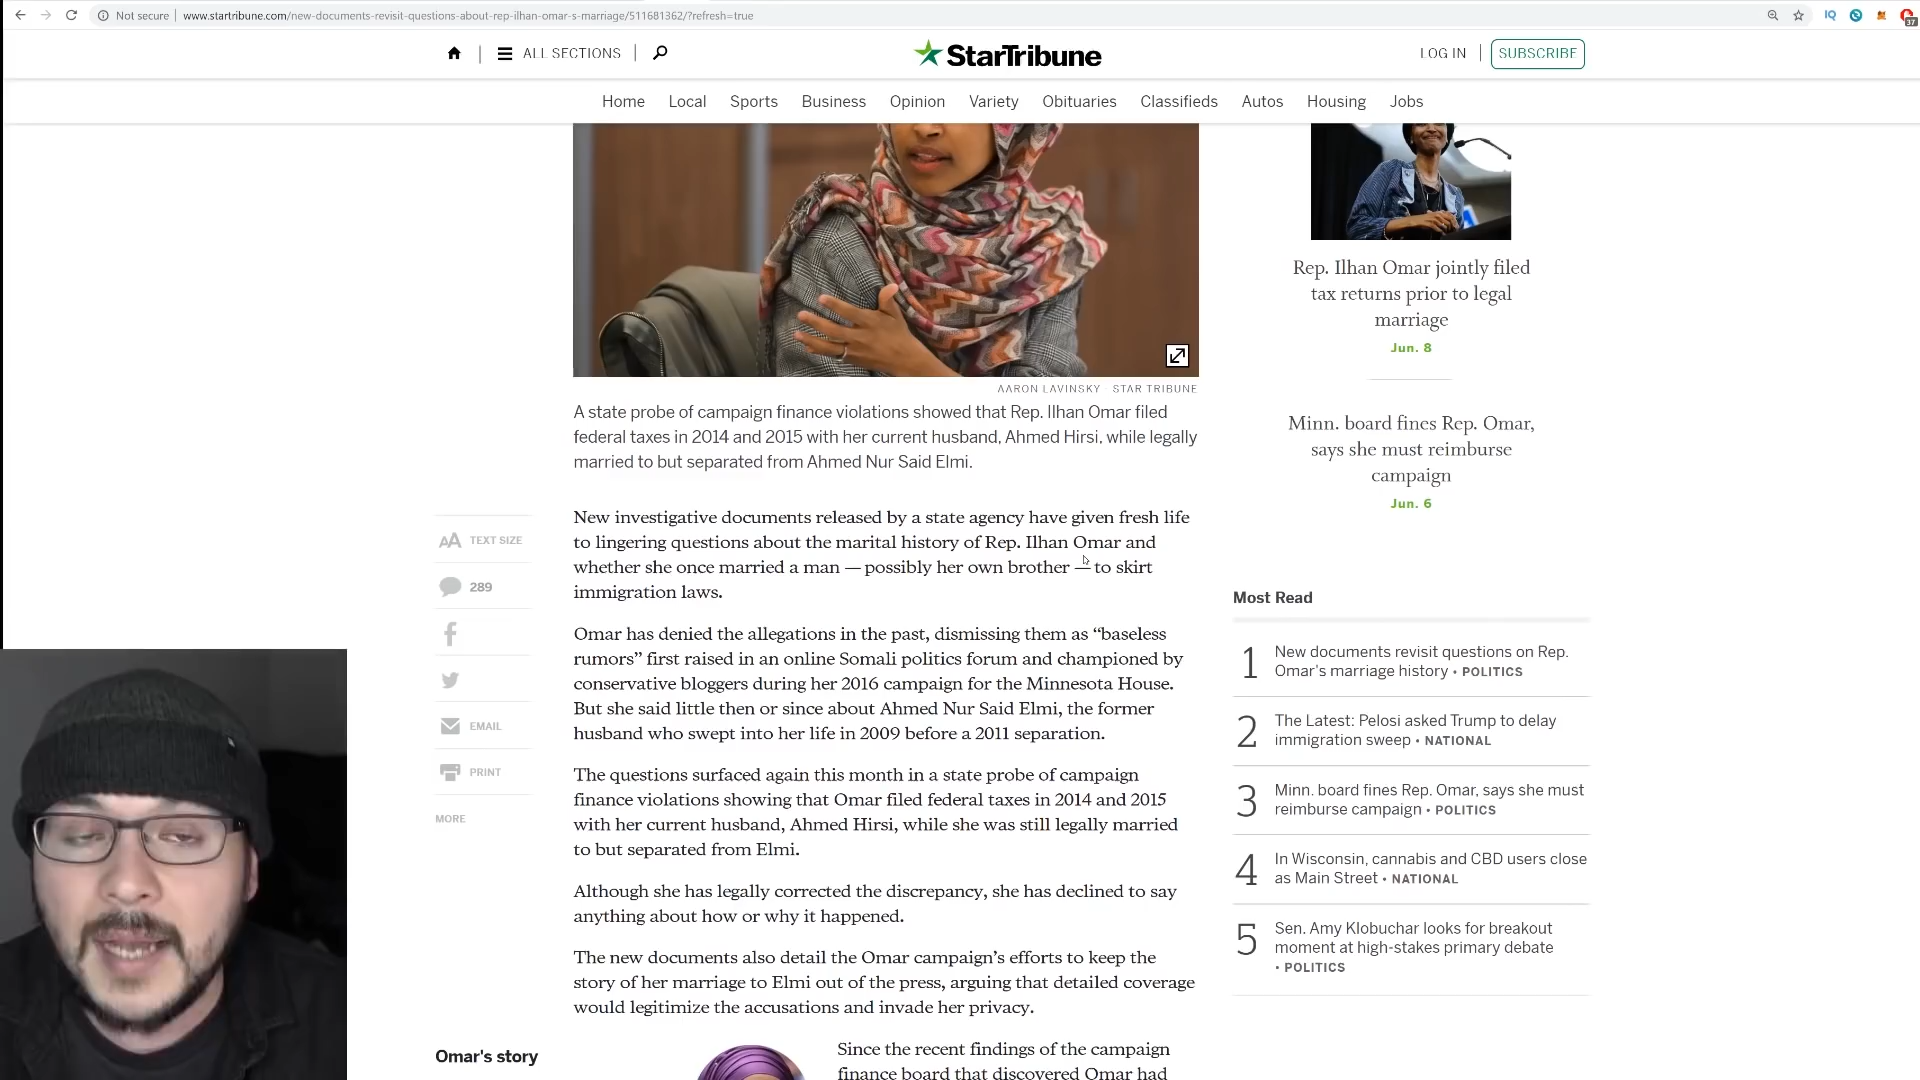 Not secure | www.startribune.com/new-documents-revisit-questions-about-rep-ilhan-omar-s-marriage/511681362/?refresh=true
IQ
37
ALL SECTIONS
StarTribune
LOG IN
SUBSCRIBE
Home
Local
Sports
Business
Opinion
Variety
Obituaries
Classifieds
Autos
Housing
Jobs
AARON LAVINSKY STAR TRIBUNE
A state probe of campaign finance violations showed that Rep. Ilhan Omar filed
federal taxes in 2014 and 2015 with her current husband, Ahmed Hirsi, while legally
married to but separated from Ahmed Nur Said Elmi.
AA TEXT SIZE
289
EMAIL
PRINT
MORE
New investigative documents released by a state agency have given fresh life
to lingering questions about the marital history of Rep. Ilhan Omar and
whether she once married a man — possibly her own brother — to skirt
immigration laws.
Omar has denied the allegations in the past, dismissing them as “baseless
rumors” first raised in an online Somali politics forum and championed by
conservative bloggers during her 2016 campaign for the Minnesota House.
But she said little then or since about Ahmed Nur Said Elmi, the former
husband who swept into her life in 2009 before a 2011 separation.
The questions surfaced again this month in a state probe of campaign
finance violations showing that Omar filed federal taxes in 2014 and 2015
with her current husband, Ahmed Hirsi, while she was still legally married
to but separated from Elmi.
Although she has legally corrected the discrepancy, she has declined to say
anything about how or why it happened.
The new documents also detail the Omar campaign’s efforts to keep the
story of her marriage to Elmi out of the press, arguing that detailed coverage
would legitimize the accusations and invade her privacy.
Omar's story
Since the recent findings of the campaign
finance board that discovered Omar had
Rep. Ilhan Omar jointly filed
tax returns prior to legal
marriage
Jun. 8
Minn. board fines Rep. Omar,
says she must reimburse
campaign
Jun. 6
Most Read
1
New documents revisit questions on Rep.
Omar's marriage history • POLITICS
2
The Latest: Pelosi asked Trump to delay
immigration sweep • NATIONAL
3
Minn. board fines Rep. Omar, says she must
reimburse campaign • POLITICS
4
In Wisconsin, cannabis and CBD users close
as Main Street • NATIONAL
5
Sen. Amy Klobuchar looks for breakout
moment at high-stakes primary debate
• POLITICS